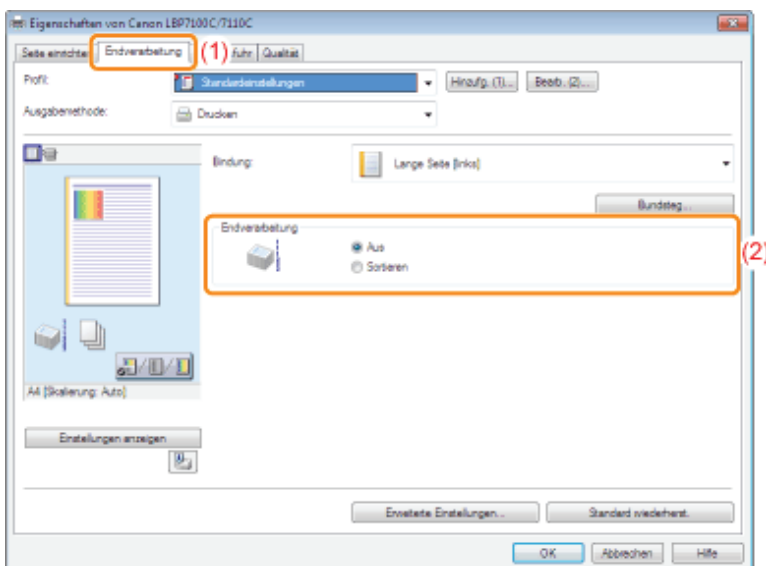 Eigenschaften von Canon LBP7100C/7110C
Seite einrichten Endverarbeitung (1) fuhr Qualität
Profil: Standardeinstellungen Hinzufg. (1)... Bearb. (2)...
Ausgabemethode: Drucken
Bindung: Lange Seite [links]
Bundsteg...
Endverarbeitung
Aus
(2)
Sortieren
A4 [Skalierung: Auto]
Einstellungen anzeigen
Erweiterte Einstellungen... Standard wiederherst.
OK Abbrechen Hilfe